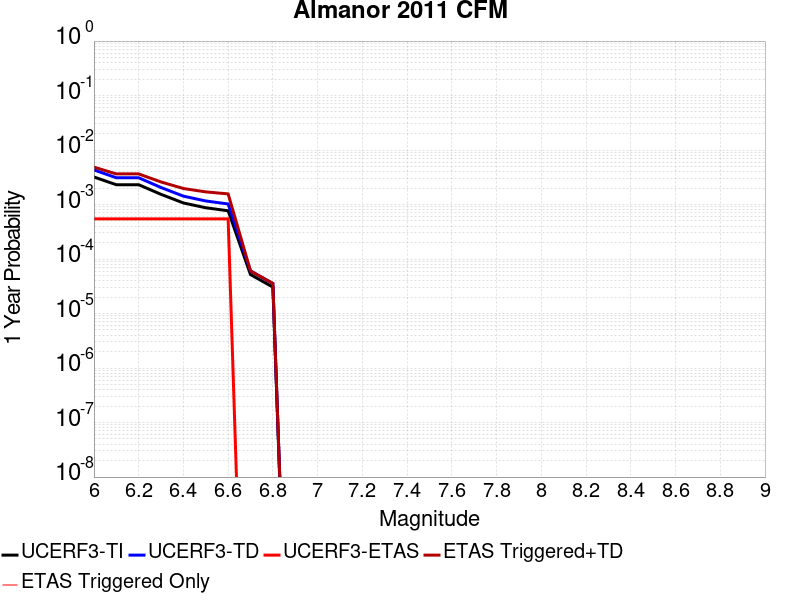 Almanor 2011 CFM
1 Year Probability
10^0
10^-1
10^-2
10^-3
10^-4
10^-5
10^-6
10^-7
10^-8
6 6.2 6.4 6.6 6.8 7 7.2 7.4 7.6 7.8 8 8.2 8.4 8.6 8.8 9
Magnitude
UCERF3-TI UCERF3-TD UCERF3-ETAS ETAS Triggered+TD
ETAS Triggered Only